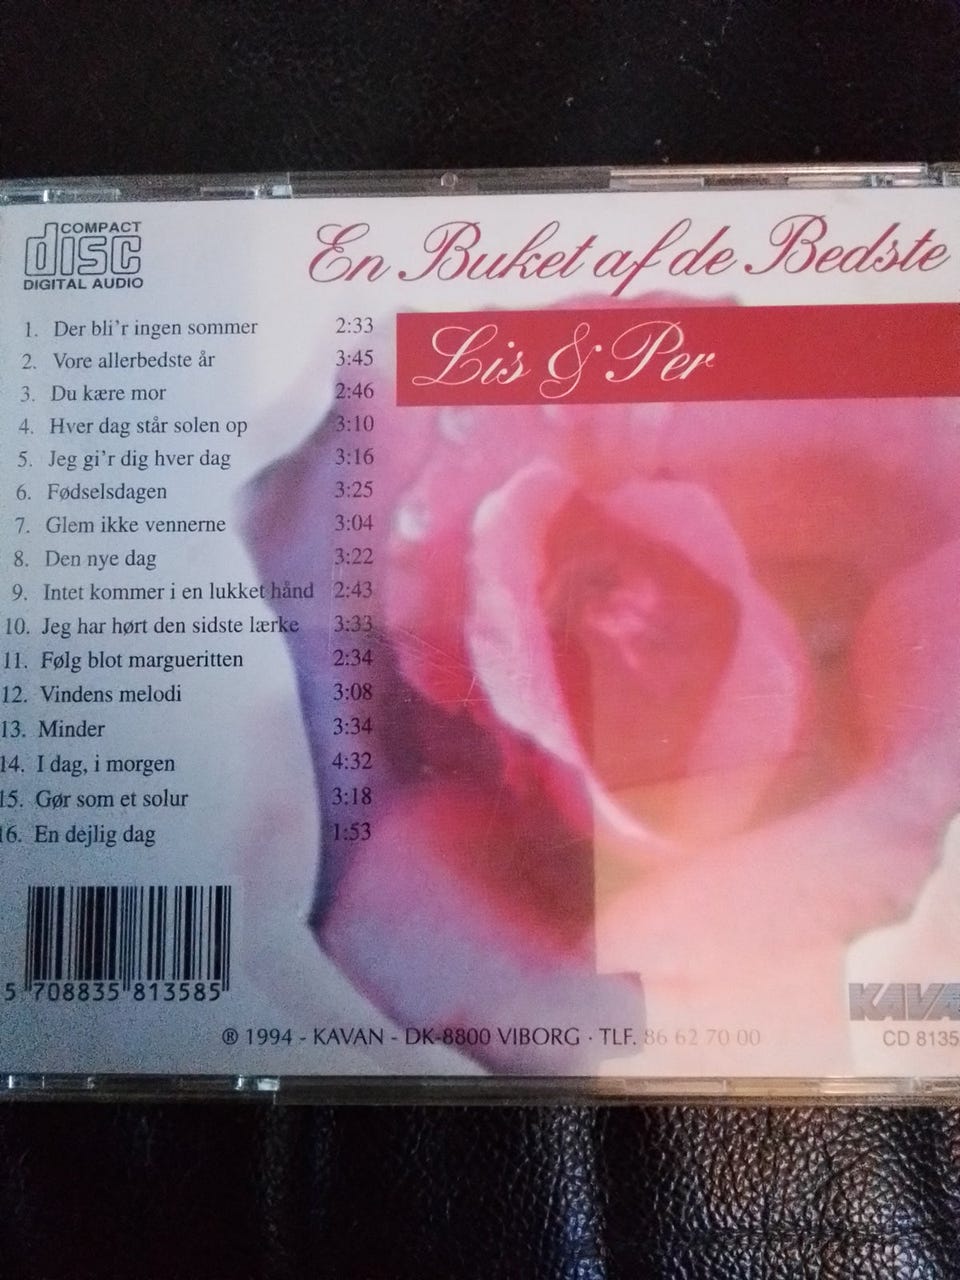 COMPACT
disc
DIGITAL AUDIO
En Buket af de Bedste
Lis & Per
1. Der bli'r ingen sommer 2:33
2. Vore allerbedste år 3:45
3. Du kære mor 2:46
4. Hver dag står solen op 3:10
5. Jeg gi'r dig hver dag 3:16
6. Fødselsdagen 3:25
7. Glem ikke vennerne 3:04
8. Den nye dag 3:22
9. Intet kommer i en lukket hånd 2:43
10. Jeg har hørt den sidste lærke 3:33
11. Følg blot margueritten 2:34
12. Vindens melodi 3:08
13. Minder 3:34
14. I dag, i morgen 4:32
15. Gør som et solur 3:18
16. En dejlig dag 1:53
5 708835 813585
KAVA
℗ 1994 - KAVAN - DK-8800 VIBORG · TLF. 86 62 70 00
CD 8135